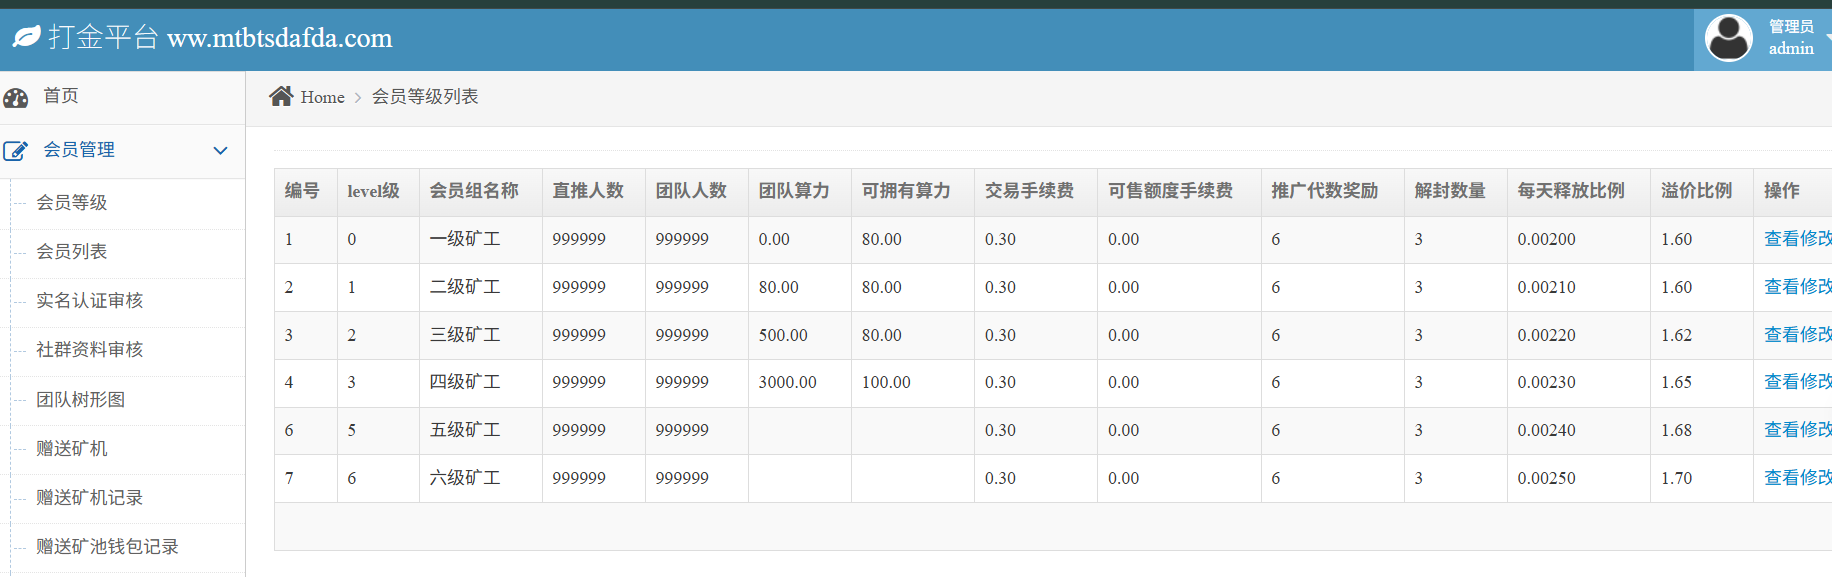 打金平台 ww.mtbtsdafda.com
管理员
admin
首页
Home > 会员等级列表
会员管理
会员等级
会员列表
实名认证审核
社群资料审核
团队树形图
赠送矿机
赠送矿机记录
赠送矿池钱包记录
编号 level级 会员组名称 直推人数 团队人数 团队算力 可拥有算力 交易手续费 可售额度手续费 推广代数奖励 解封数量 每天释放比例 溢价比例 操作
1 0 一级矿工 999999 999999 0.00 80.00 0.30 0.00 6 3 0.00200 1.60 查看修改
2 1 二级矿工 999999 999999 80.00 80.00 0.30 0.00 6 3 0.00210 1.60 查看修改
3 2 三级矿工 999999 999999 500.00 80.00 0.30 0.00 6 3 0.00220 1.62 查看修改
4 3 四级矿工 999999 999999 3000.00 100.00 0.30 0.00 6 3 0.00230 1.65 查看修改
6 5 五级矿工 999999 999999 0.30 0.00 6 3 0.00240 1.68 查看修改
7 6 六级矿工 999999 999999 0.30 0.00 6 3 0.00250 1.70 查看修改